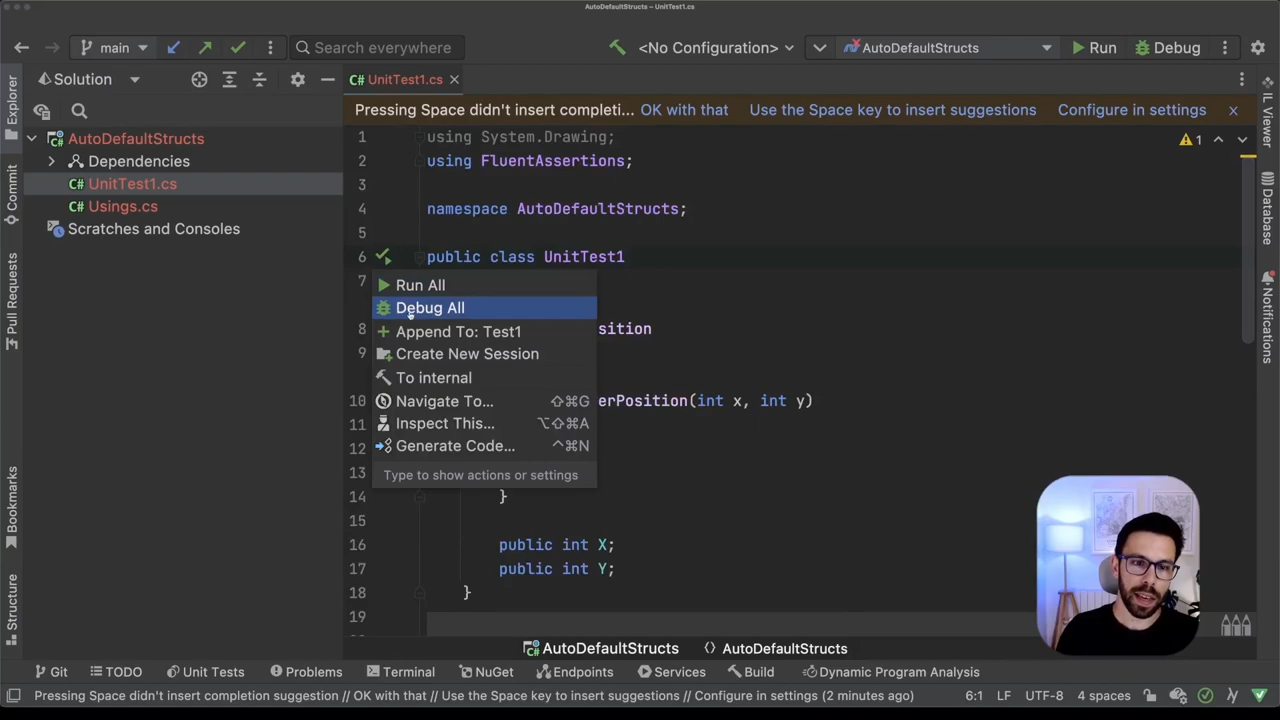 AutoDefaultStructs – UnitTest1.cs
main
Search everywhere
<No Configuration>
AutoDefaultStructs
Run
Debug
Solution
UnitTest1.cs
Explorer
Commit
Pull Requests
Bookmarks
Structure
AutoDefaultStructs
Dependencies
C# UnitTest1.cs
C# Usings.cs
Scratches and Consoles
C# UnitTest1.cs
Pressing Space didn't insert completi... OK with that Use the Space key to insert suggestions Configure in settings
1 using System.Drawing;
2 using FluentAssertions;
3
4 namespace AutoDefaultStructs;
5
6 public class UnitTest1
7
8 sition
9
10 erPosition(int x, int y)
11
12
13
14 }
15
16 public int X;
17 public int Y;
18 }
19
1
Run All
Debug All
Append To: Test1
Create New Session
To internal
Navigate To... ⇧⌘G
Inspect This... ⌥⇧⌘A
Generate Code... ^⌘N
Type to show actions or settings
IL Viewer
Database
Notifications
AutoDefaultStructs
AutoDefaultStructs
Git
TODO
Unit Tests
Problems
Terminal
NuGet
Endpoints
Services
Build
Dynamic Program Analysis
Pressing Space didn't insert completion suggestion // OK with that // Use the Space key to insert suggestions // Configure in settings (2 minutes ago)
6:1 LF UTF-8 4 spaces